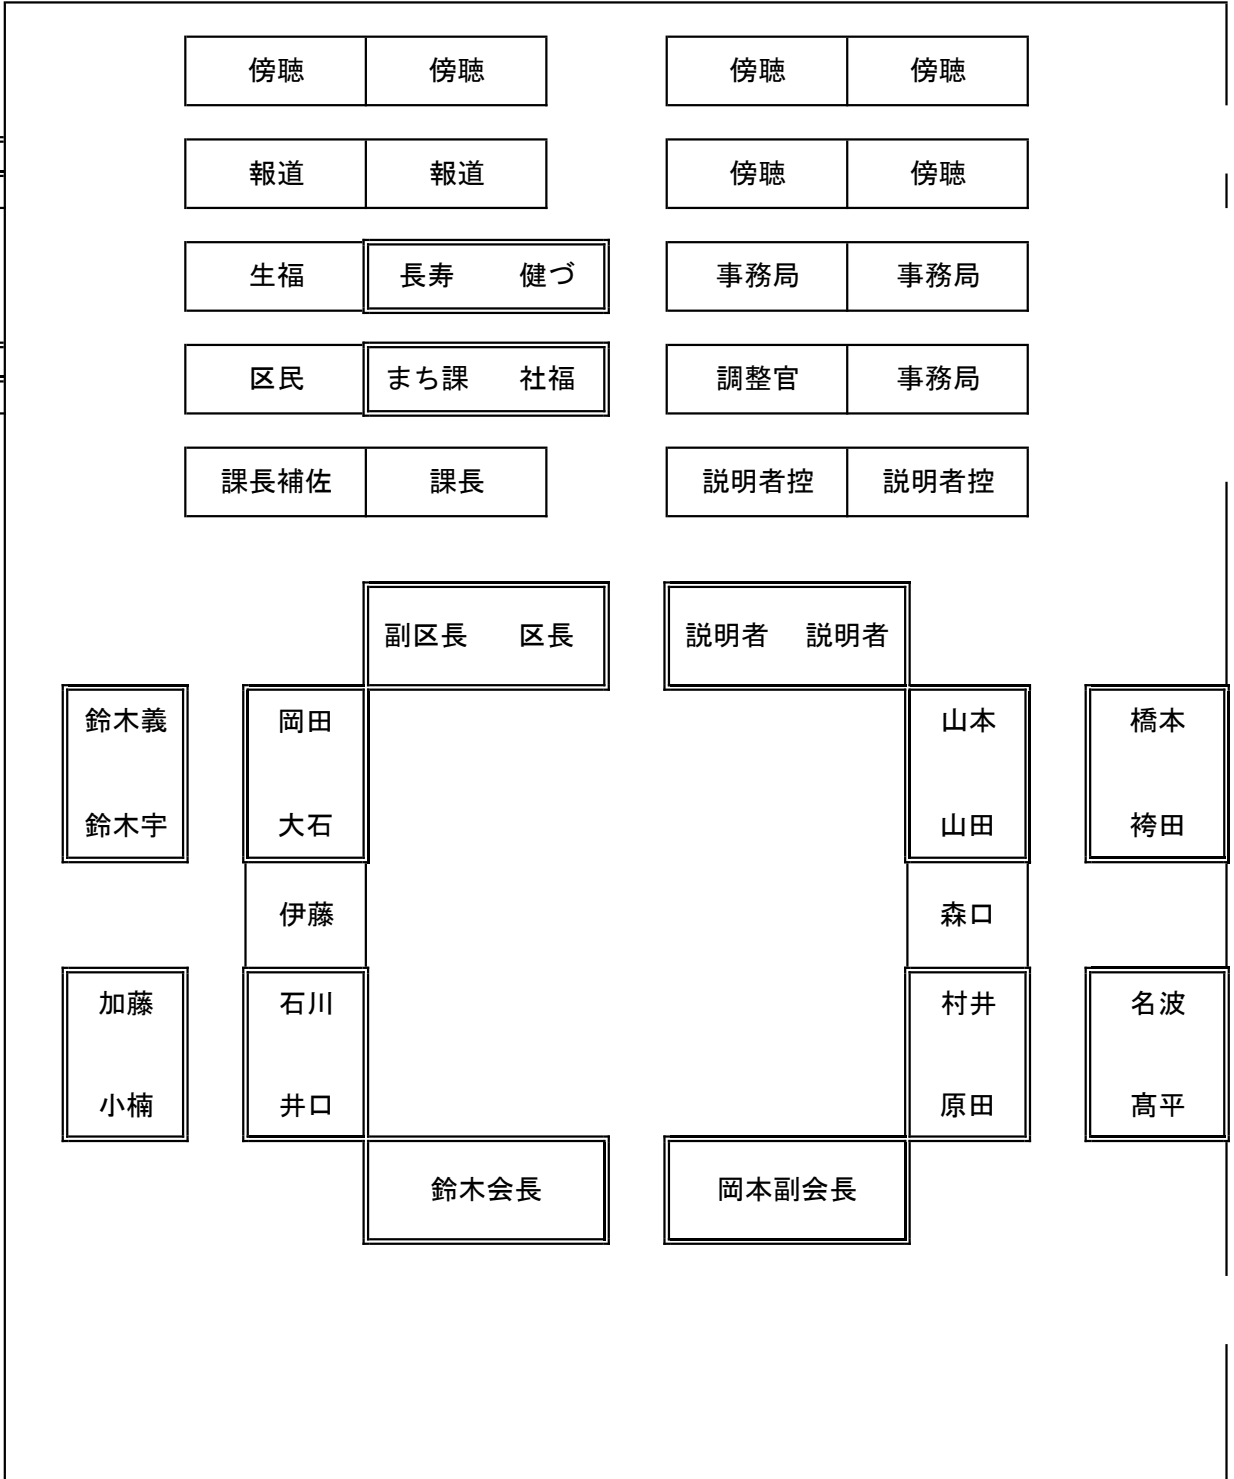 傍聴 傍聴 傍聴 傍聴
報道 報道 傍聴 傍聴
生福 長寿 健づ 事務局 事務局
区民 まち課 社福 調整官 事務局
課長補佐 課長 説明者控 説明者控
副区長 区長 説明者 説明者
鈴木義 岡田 山本 橋本
鈴木宇 大石 山田 袴田
伊藤 森口
加藤 石川 村井 名波
小楠 井口 原田 髙平
鈴木会長 岡本副会長